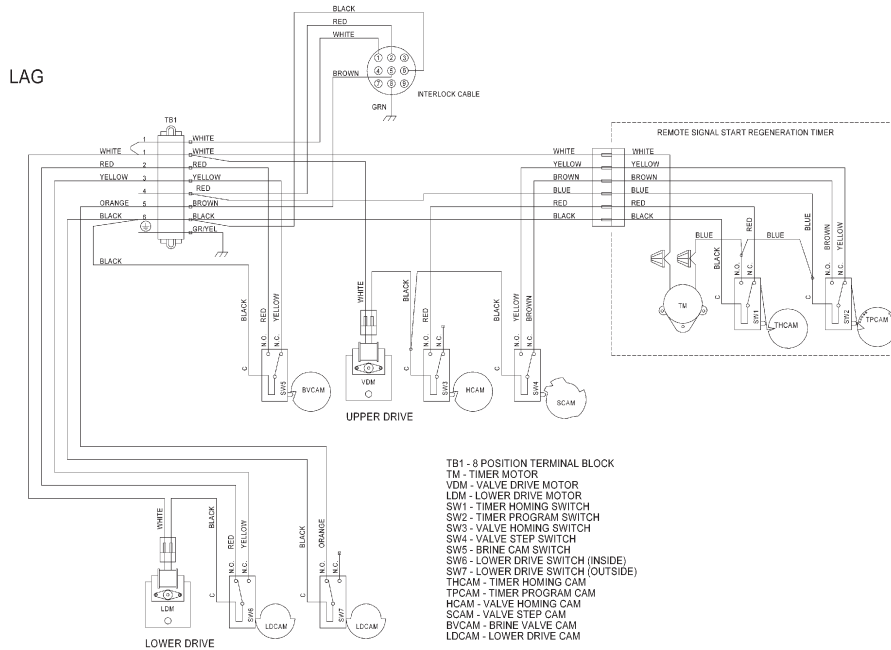 BLACK
RED
WHITE
LAG
1 2 3
4 5 6
7 8 9
BROWN
INTERLOCK CABLE
GRN
TB1
REMOTE SIGNAL START REGENERATION TIMER
1 WHITE
WHITE 1 WHITE
RED 2 RED
YELLOW 3 YELLOW
4 RED
ORANGE 5 BROWN
BLACK 6 BLACK
GR/YEL
BLACK
WHITE WHITE
YELLOW YELLOW
BROWN BROWN
BLUE BLUE
RED RED
BLACK BLACK
BLUE
BLUE
BLACK
RED
N.O.
N.C.
C
SW1
TM
THCAM
BLUE
BROWN
YELLOW
N.O.
N.C.
C
SW2
TPCAM
BLACK
RED
YELLOW
N.O.
N.C.
C
SW5
BVCAM
WHITE
VDM
UPPER DRIVE
BLACK
RED
N.O.
N.C.
C
SW3
HCAM
BLACK
YELLOW
BROWN
N.O.
N.C.
C
SW4
SCAM
WHITE
LDM
LOWER DRIVE
BLACK
RED
YELLOW
N.O.
N.C.
C
SW6
LDCAM
BLACK
ORANGE
N.O.
N.C.
C
SW7
LDCAM
TB1 - 8 POSITION TERMINAL BLOCK
TM - TIMER MOTOR
VDM - VALVE DRIVE MOTOR
LDM - LOWER DRIVE MOTOR
SW1 - TIMER HOMING SWITCH
SW2 - TIMER PROGRAM SWITCH
SW3 - VALVE HOMING SWITCH
SW4 - VALVE STEP SWITCH
SW5 - BRINE CAM SWITCH
SW6 - LOWER DRIVE SWITCH (INSIDE)
SW7 - LOWER DRIVE SWITCH (OUTSIDE)
THCAM - TIMER HOMING CAM
TPCAM - TIMER PROGRAM CAM
HCAM - VALVE HOMING CAM
SCAM - VALVE STEP CAM
BVCAM - BRINE VALVE CAM
LDCAM - LOWER DRIVE CAM